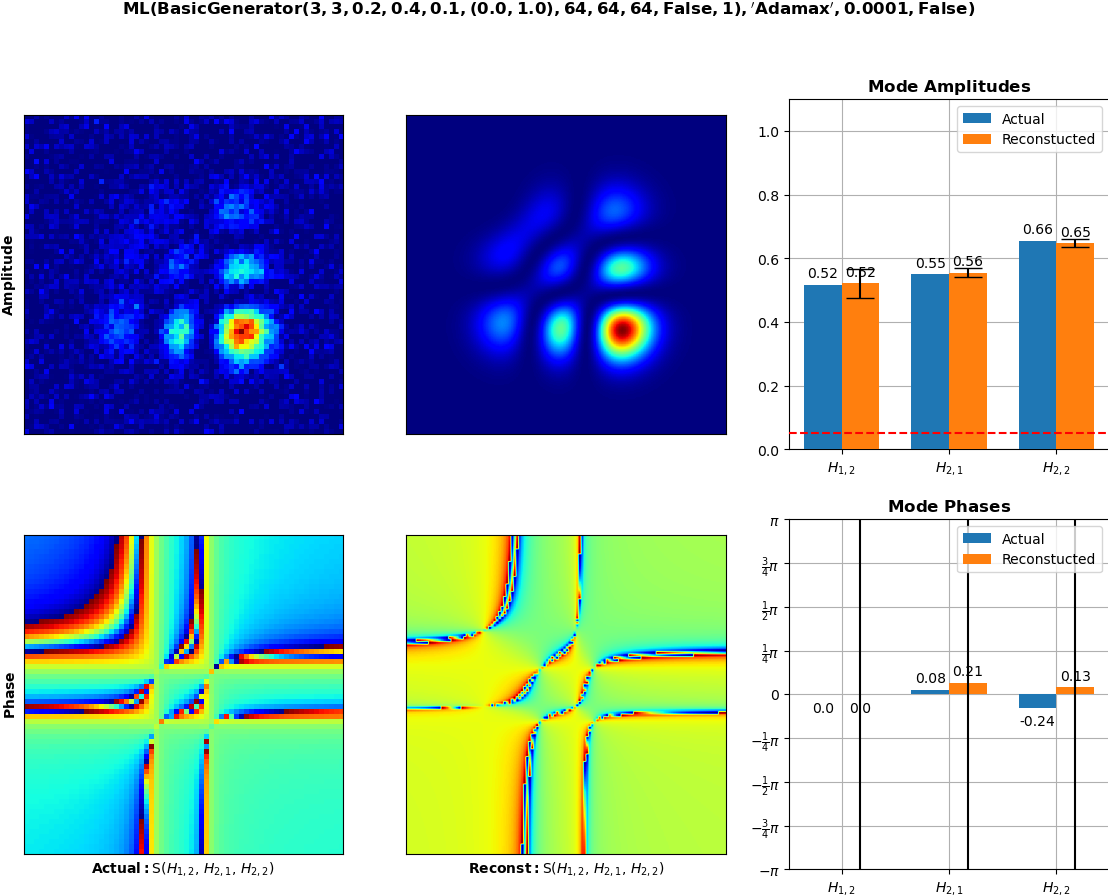 ML(BasicGenerator(3, 3, 0.2, 0.4, 0.1, (0.0, 1.0), 64, 64, 64, False, 1), 'Adamax', 0.0001, False)
Amplitude
Mode Amplitudes
Actual
Reconstucted
1.0
0.8
0.6
0.4
0.2
0.0
0.52
0.52
0.55
0.56
0.66
0.65
H1,2
H2,1
H2,2
Phase
Actual: S(H1,2, H2,1, H2,2)
Reconst: S(H1,2, H2,1, H2,2)
Mode Phases
Actual
Reconstucted
π
3/4π
1/2π
1/4π
0
−1/4π
−1/2π
−3/4π
−π
0.0
0.0
0.08
0.21
-0.24
0.13
H1,2
H2,1
H2,2